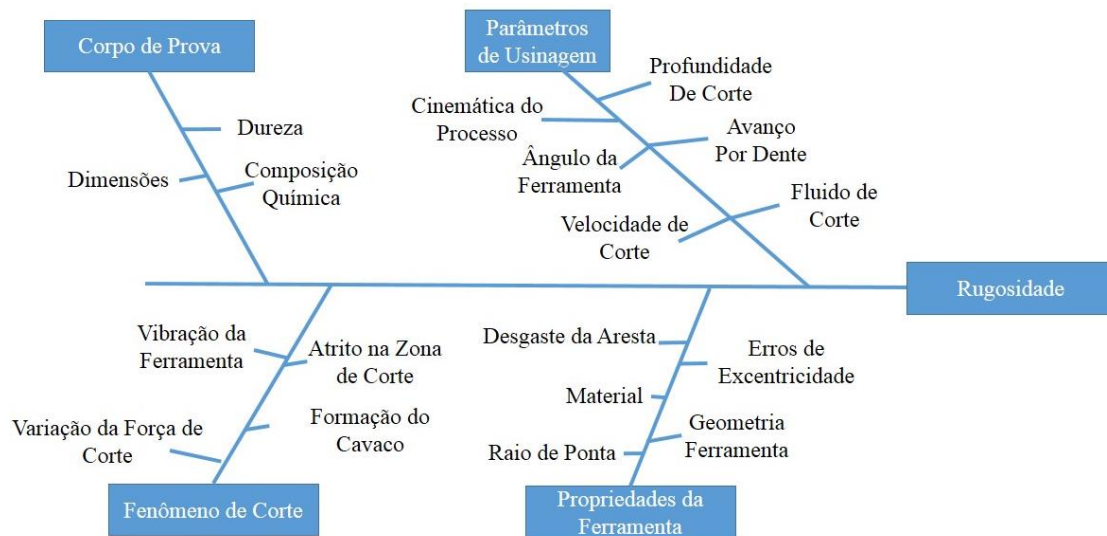 Corpo de Prova
Dureza
Dimensões
Composição
Química
Parâmetros
de Usinagem
Profundidade
De Corte
Cinemática do
Processo
Avanço
Por Dente
Ângulo da
Ferramenta
Fluido de
Corte
Velocidade de
Corte
Rugosidade
Vibração da
Ferramenta
Atrito na Zona
de Corte
Formação do
Cavaco
Variação da Força de
Corte
Fenômeno de Corte
Desgaste da Aresta
Erros de
Excentricidade
Material
Geometria
Ferramenta
Raio de Ponta
Propriedades da
Ferramenta